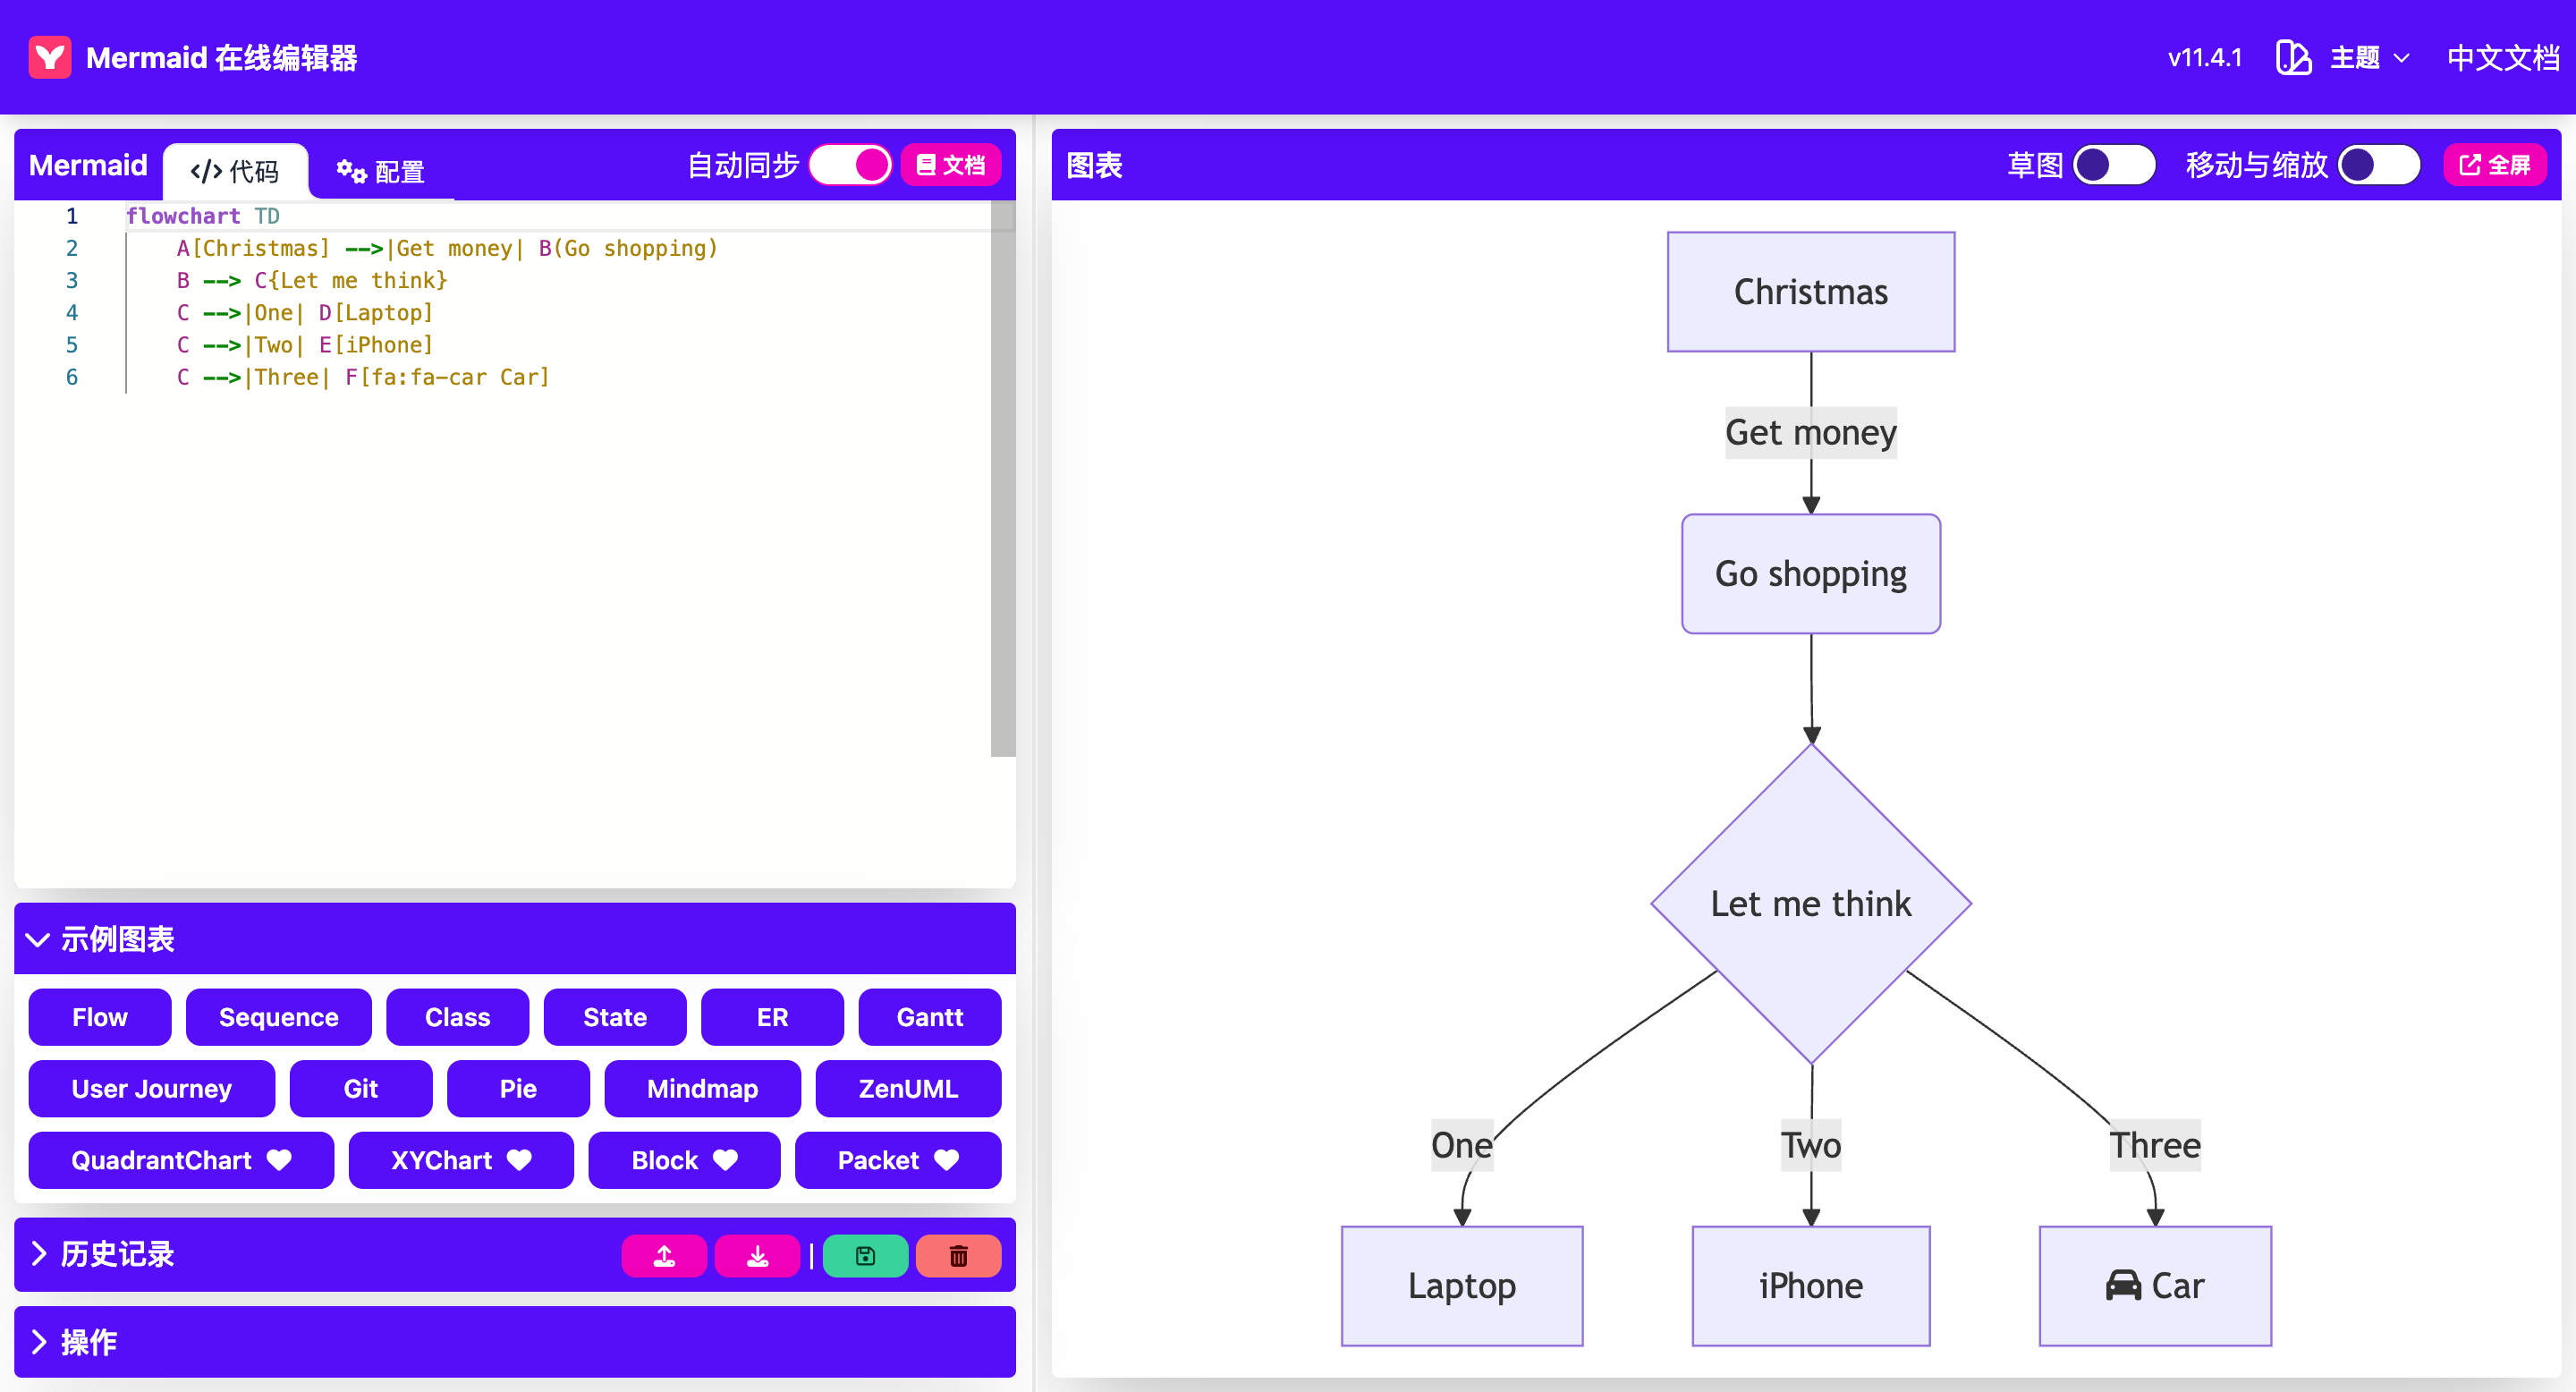 Mermaid 在线编辑器
v11.4.1 主题 中文文档
Mermaid 代码 配置 自动同步 文档
1 flowchart TD
2 A[Christmas] -->|Get money| B(Go shopping)
3 B --> C{Let me think}
4 C -->|One| D[Laptop]
5 C -->|Two| E[iPhone]
6 C -->|Three| F[fa:fa-car Car]
示例图表
Flow Sequence Class State ER Gantt
User Journey Git Pie Mindmap ZenUML
QuadrantChart XYChart Block Packet
历史记录
操作
图表 草图 移动与缩放 全屏
Christmas
Get money
Go shopping
Let me think
One Two Three
Laptop iPhone Car